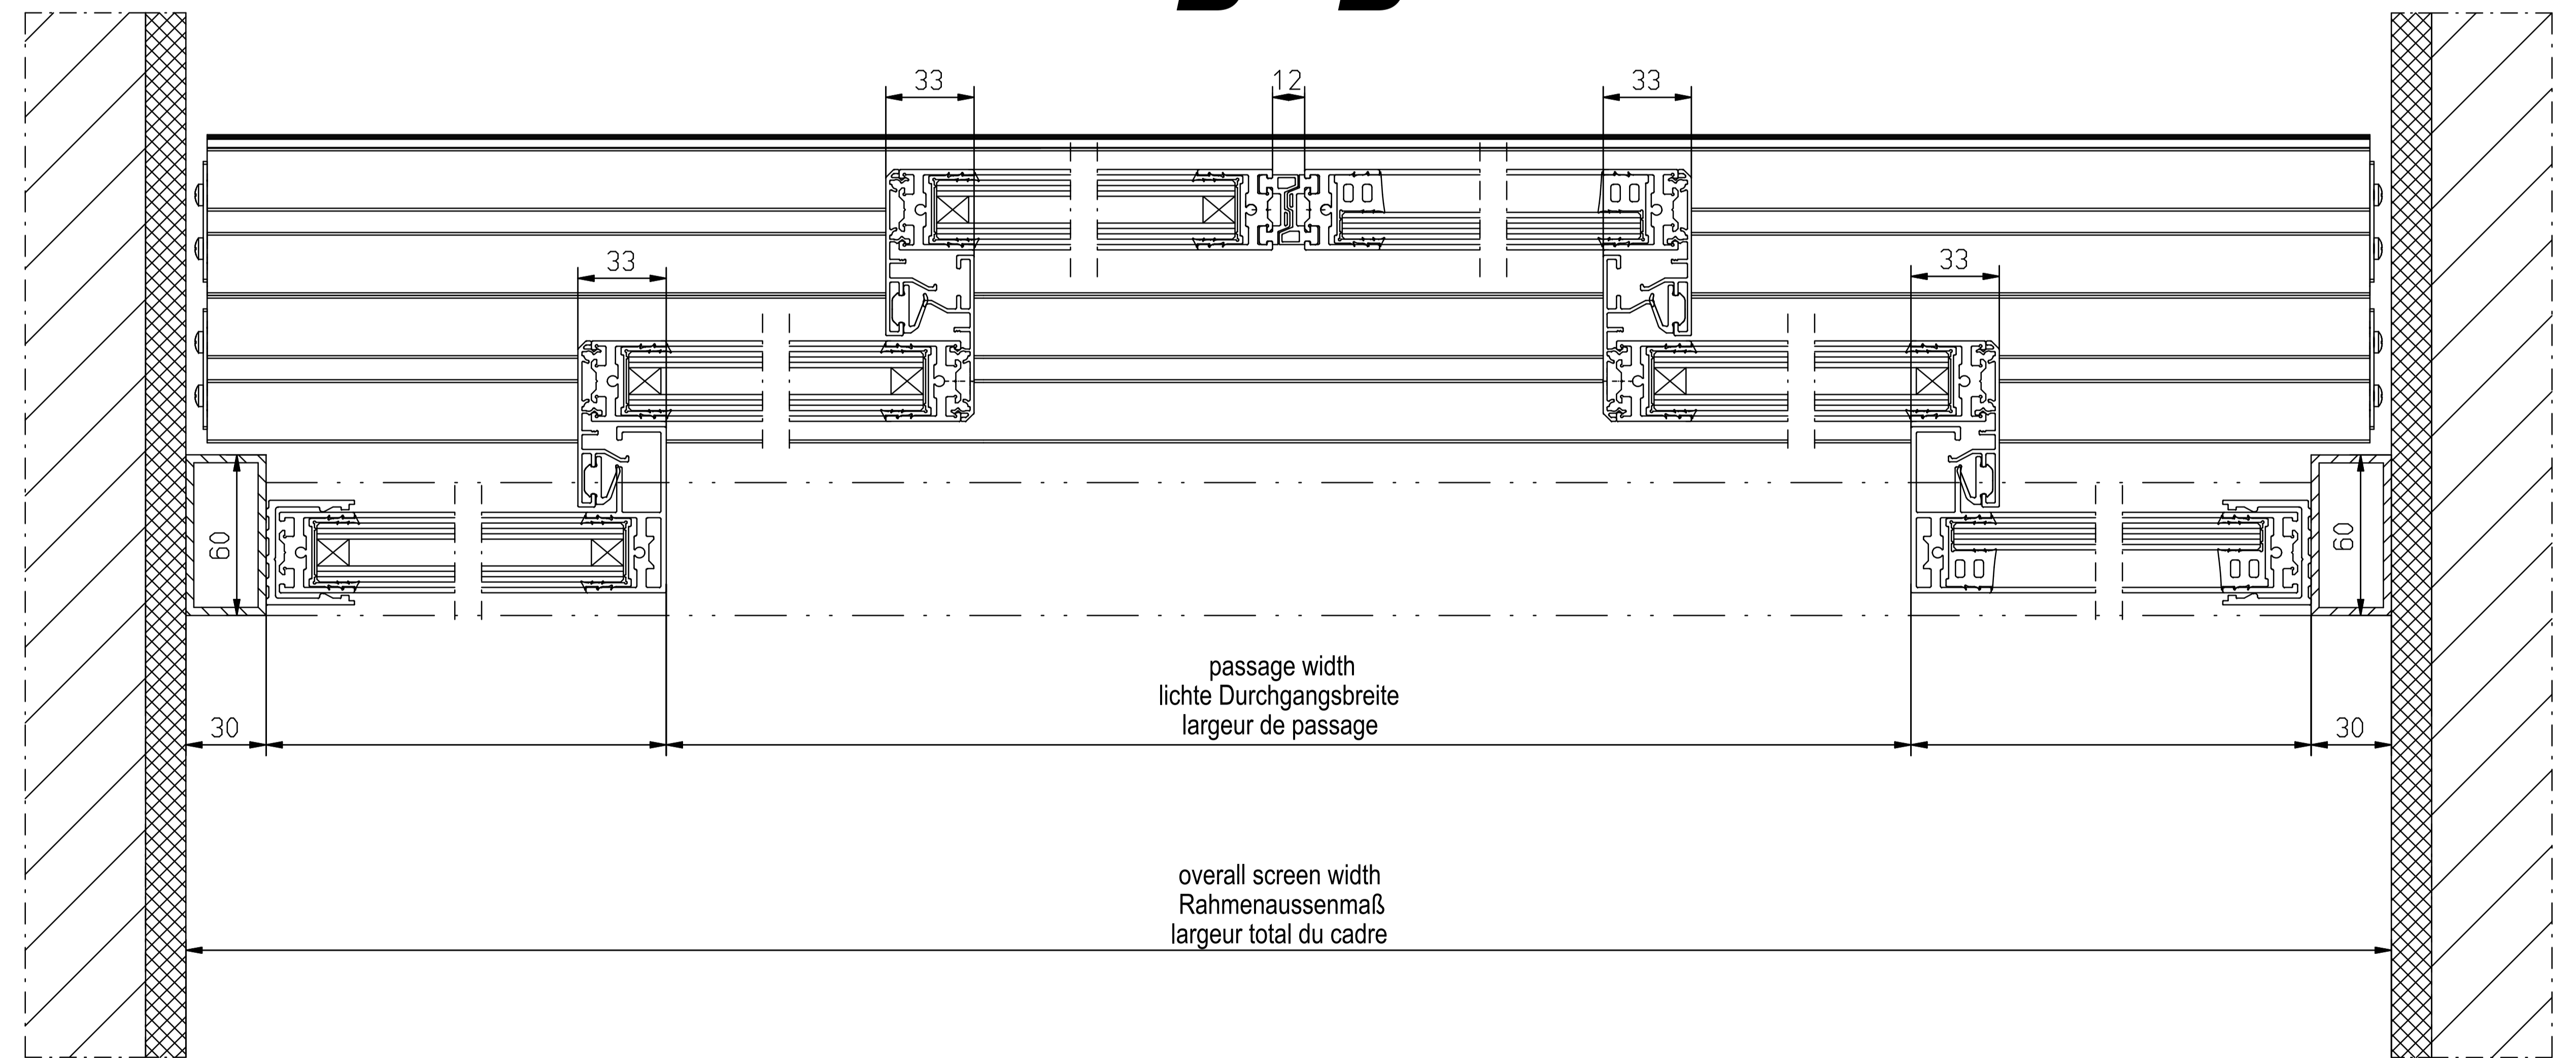 33
12
33
33
33
60
60
passage width
lichte Durchgangsbreite
largeur de passage
30
30
overall screen width
Rahmenaussenmaß
largeur total du cadre